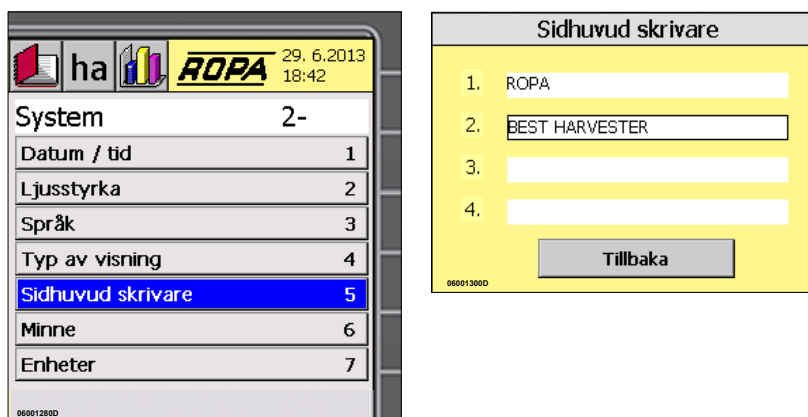 ha ROPA 29. 6.2013
18:42
System 2-
Datum / tid 1
Ljusstyrka 2
Språk 3
Typ av visning 4
Sidhuvud skrivare 5
Minne 6
Enheter 7
06001280D
Sidhuvud skrivare
1. ROPA
2. BEST HARVESTER
3.
4.
Tillbaka
06001300D